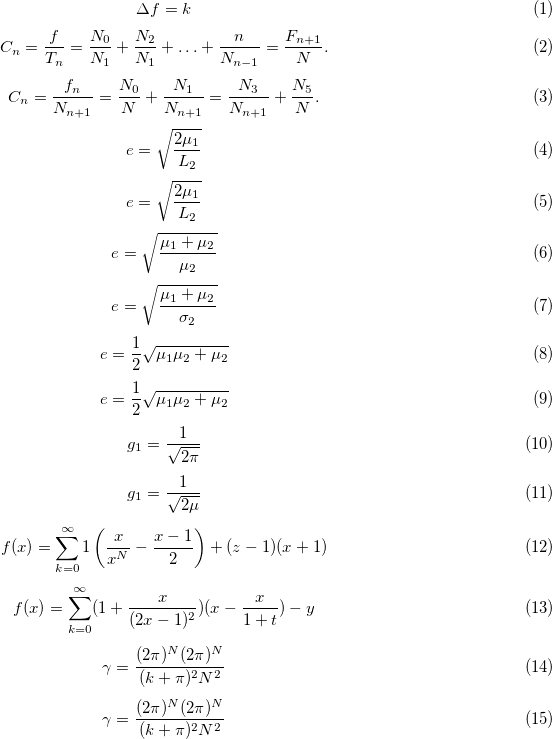 Δf = k (1)
C_n = f/T_n = N_0/N_1 + N_2/N_1 + ... + n/N_{n−1} = F_{n+1}/N. (2)
C_n = f_n/N_{n+1} = N_0/N + N_1/N_{n+1} = N_3/N_{n+1} + N_5/N. (3)
e = √(2μ_1/L_2) (4)
e = √(2μ_1/L_2) (5)
e = √((μ_1 + μ_2)/μ_2) (6)
e = √((μ_1 + μ_2)/σ_2) (7)
e = 1/2 √(μ_1μ_2 + μ_2) (8)
e = 1/2 √(μ_1μ_2 + μ_2) (9)
g_1 = 1/√(2π) (10)
g_1 = 1/√(2μ) (11)
f(x) = ∑_{k=0}^{∞} 1 (x/x^N − (x − 1)/2) + (z − 1)(x + 1) (12)
f(x) = ∑_{k=0}^{∞} (1 + x/(2x − 1)^2)(x − x/(1 + t)) − y (13)
γ = (2π)^N(2π)^N/((k + π)^2N^2) (14)
γ = (2π)^N(2π)^N/((k + π)^2N^2) (15)